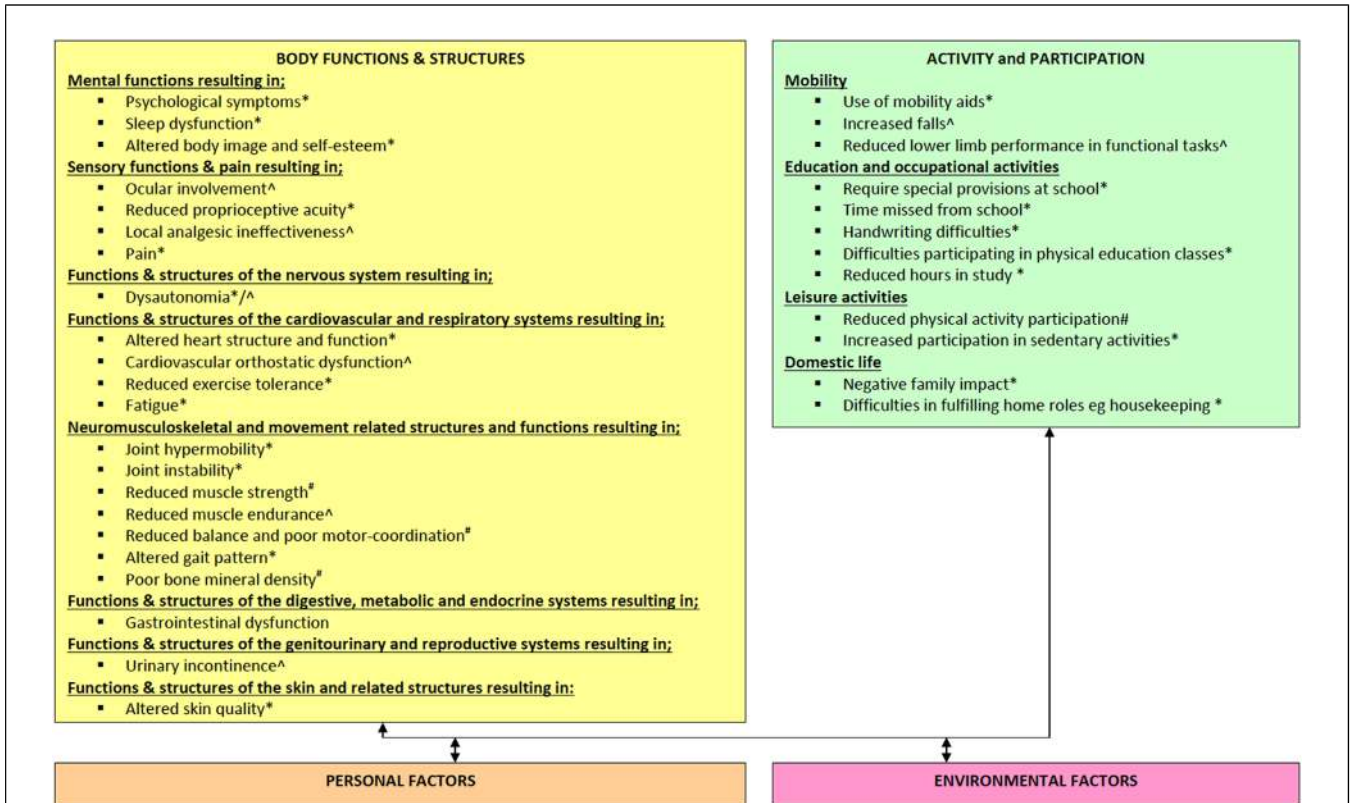 BODY FUNCTIONS & STRUCTURES
Mental functions resulting in;
▪ Psychological symptoms*
▪ Sleep dysfunction*
▪ Altered body image and self-esteem*
Sensory functions & pain resulting in;
▪ Ocular involvement^
▪ Reduced proprioceptive acuity*
▪ Local analgesic ineffectiveness^
▪ Pain*
Functions & structures of the nervous system resulting in;
▪ Dysautonomia*/^
Functions & structures of the cardiovascular and respiratory systems resulting in;
▪ Altered heart structure and function*
▪ Cardiovascular orthostatic dysfunction^
▪ Reduced exercise tolerance*
▪ Fatigue*
Neuromusculoskeletal and movement related structures and functions resulting in;
▪ Joint hypermobility*
▪ Joint instability*
▪ Reduced muscle strength#
▪ Reduced muscle endurance^
▪ Reduced balance and poor motor-coordination#
▪ Altered gait pattern*
▪ Poor bone mineral density#
Functions & structures of the digestive, metabolic and endocrine systems resulting in;
▪ Gastrointestinal dysfunction
Functions & structures of the genitourinary and reproductive systems resulting in;
▪ Urinary incontinence^
Functions & structures of the skin and related structures resulting in:
▪ Altered skin quality*
ACTIVITY and PARTICIPATION
Mobility
▪ Use of mobility aids*
▪ Increased falls^
▪ Reduced lower limb performance in functional tasks^
Education and occupational activities
▪ Require special provisions at school*
▪ Time missed from school*
▪ Handwriting difficulties*
▪ Difficulties participating in physical education classes*
▪ Reduced hours in study *
Leisure activities
▪ Reduced physical activity participation#
▪ Increased participation in sedentary activities*
Domestic life
▪ Negative family impact*
▪ Difficulties in fulfilling home roles eg housekeeping *
PERSONAL FACTORS
ENVIRONMENTAL FACTORS